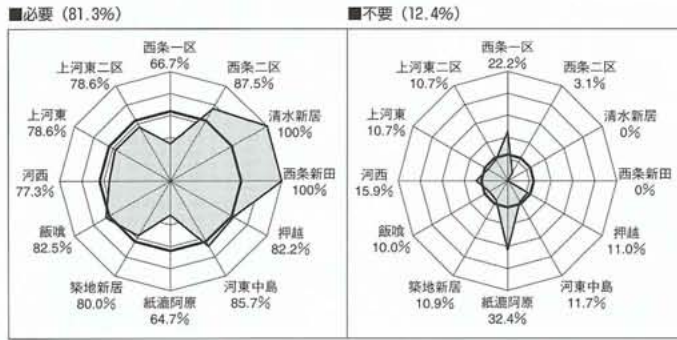 ■必要（81.3%）
西条一区
66.7%
西条二区
87.5%
清水新居
100%
西条新田
100%
押越
82.2%
河東中島
85.7%
紙漉阿原
64.7%
築地新居
80.0%
飯喰
82.5%
河西
77.3%
上河東
78.6%
上河東二区
78.6%
■不要（12.4%）
西条一区
22.2%
西条二区
3.1%
清水新居
0%
西条新田
0%
押越
11.0%
河東中島
11.7%
紙漉阿原
32.4%
築地新居
10.9%
飯喰
10.0%
河西
15.9%
上河東
10.7%
上河東二区
10.7%